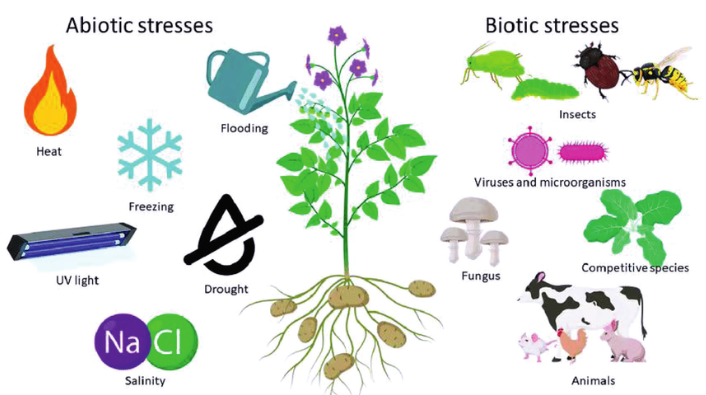 Abiotic stresses
Biotic stresses
Heat
Flooding
Freezing
UV light
Drought
Na Cl
Salinity
Insects
Viruses and microorganisms
Fungus
Competitive species
Animals